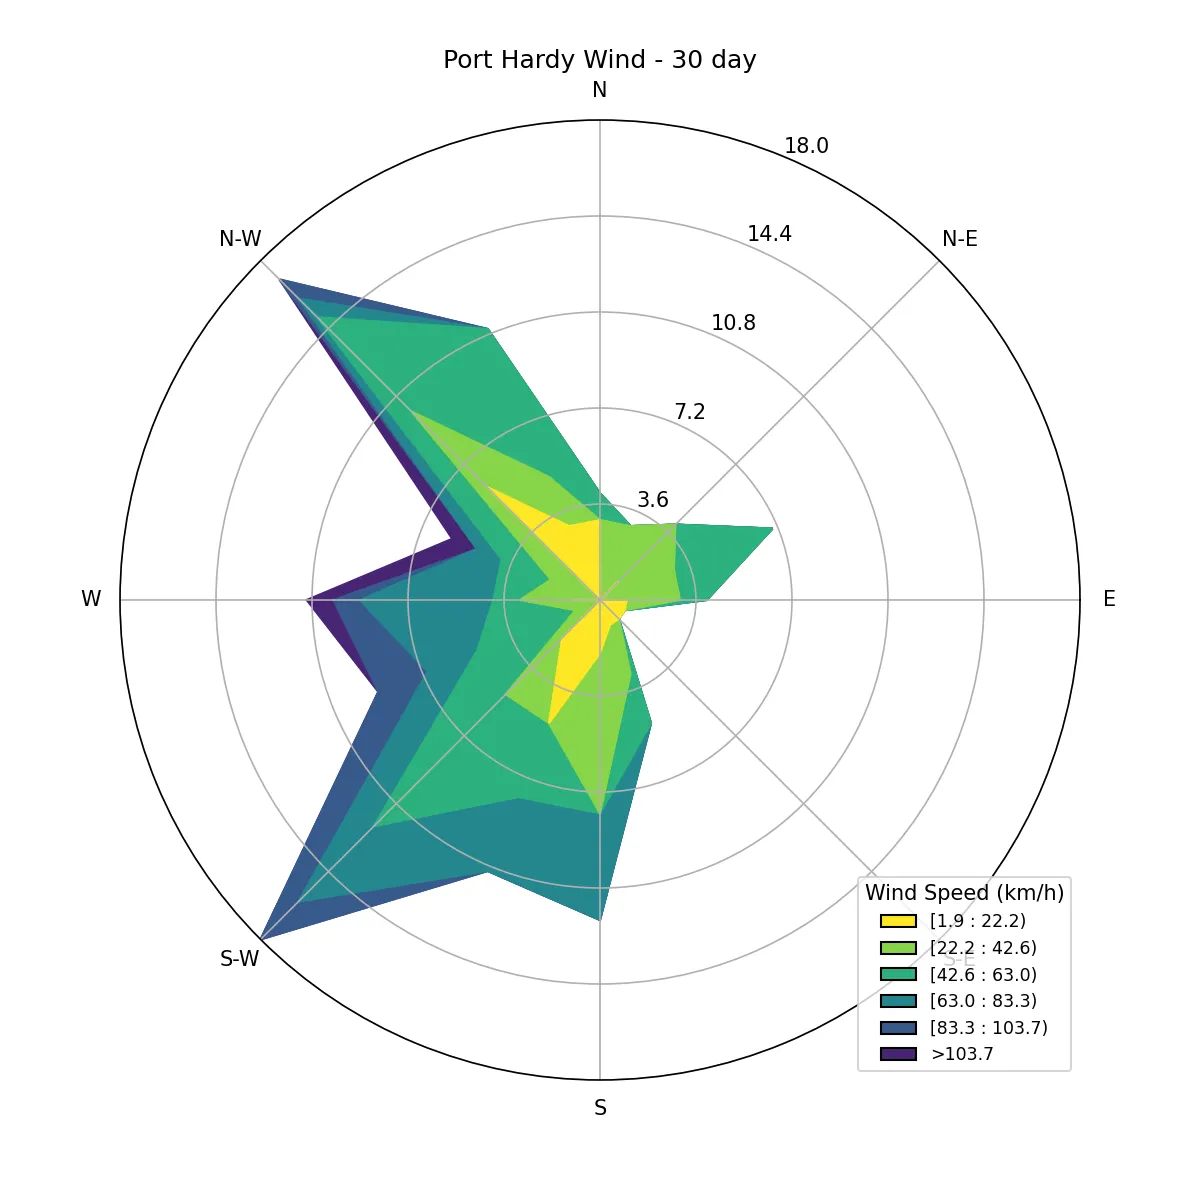 Port Hardy Wind - 30 day
N
18.0
14.4
N-W
N-E
10.8
7.2
3.6
W
E
Wind Speed (km/h)
[1.9 : 22.2)
[22.2 : 42.6)
S-W
S-E
[42.6 : 63.0)
[63.0 : 83.3)
[83.3 : 103.7)
>103.7
S